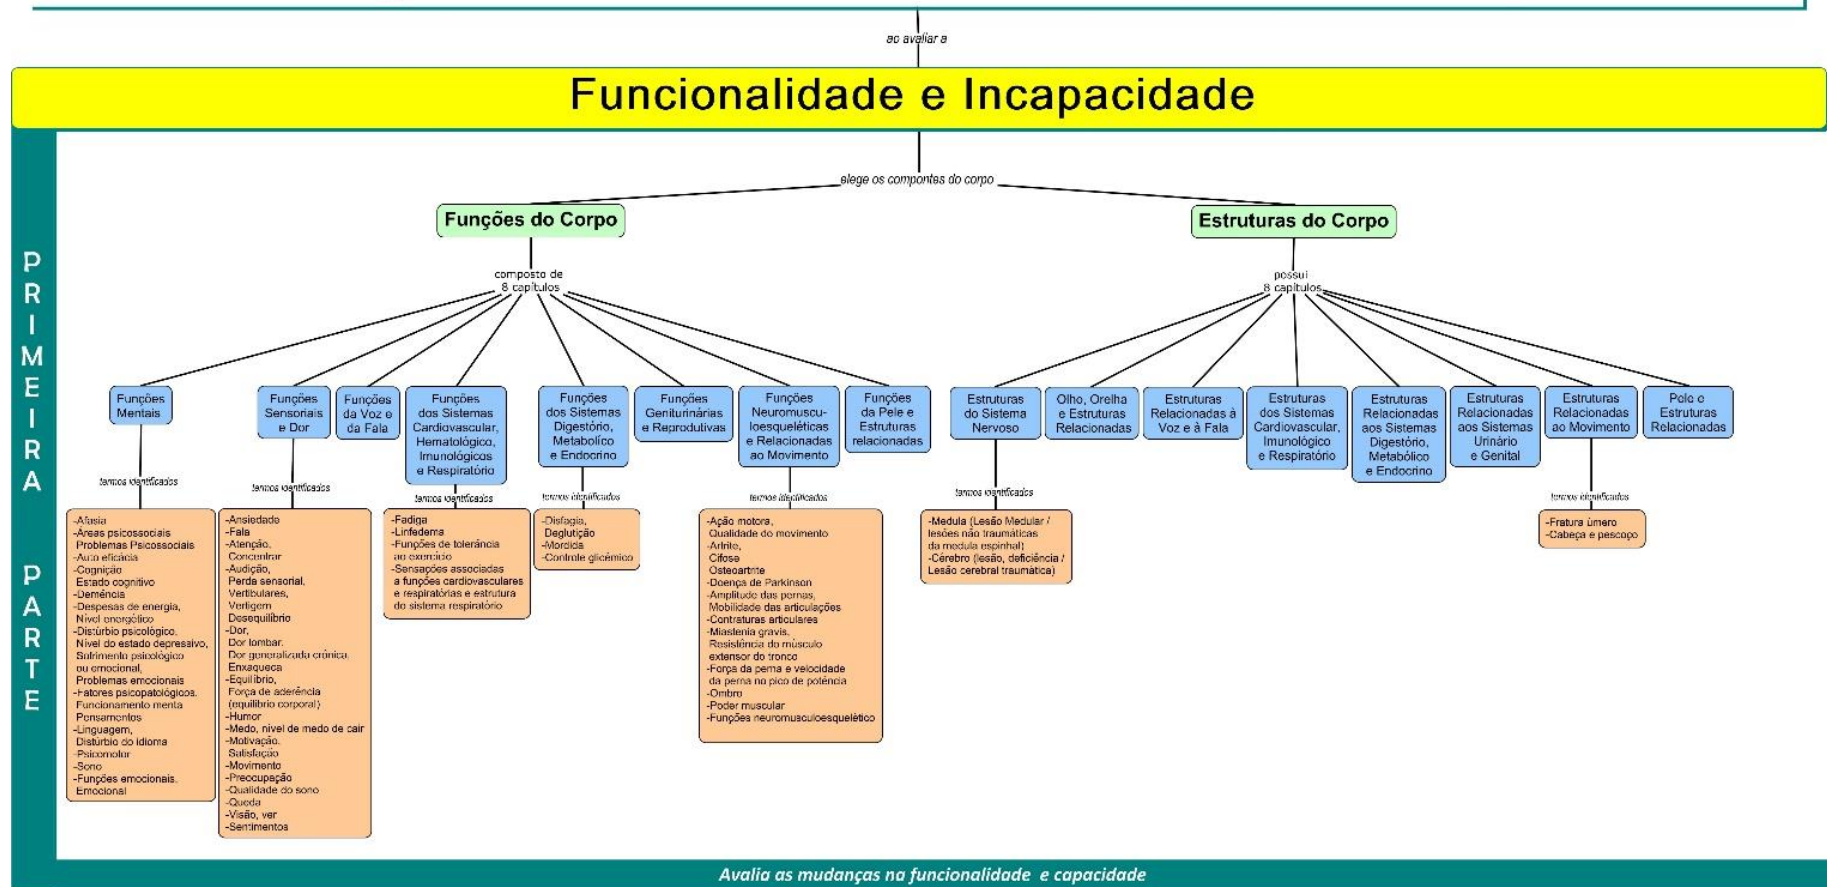 ao avaliar a
Funcionalidade e Incapacidade
elege os compontes do corpo
Funções do Corpo
Estruturas do Corpo
composto de
8 capítulos
possui
8 capítulos
Funções
Mentais
Funções
Sensoriais
e Dor
Funções
da Voz e
da Fala
Funções
dos Sistemas
Cardiovascular,
Hematológico,
Imunológicos
e Respiratório
Funções
dos Sistemas
Digestório,
Metabolíco
e Endocrino
Funções
Geniturinárias
e Reprodutivas
Funções
Neuromuscu-
loesqueléticas
e Relacionadas
ao Movimento
Funções
da Pele e
Estruturas
relacionadas
Estruturas
do Sistema
Nervoso
Olho, Orelha
e Estruturas
Relacionadas
Estruturas
Relacionadas à
Voz e à Fala
Estruturas
dos Sistemas
Cardiovascular,
Imunológico
e Respiratório
Estruturas
Relacionadas
aos Sistemas
Digestório,
Metabólico
e Endocrino
Estruturas
Relacionadas
aos Sistemas
Urinário
e Genital
Estruturas
Relacionadas
ao Movimento
Pele e
Estruturas
Relacionadas
termos identificados
termos identificados
termos identificados
termos identificados
termos identificados
termos identificados
termos identificados
-Afasia
-Áreas psicossociais
Problemas Psicossociais
-Auto eficácia
-Cognição
Estado cognitivo
-Demência
-Despesas de energia,
Nível energético
-Distúrbio psicológico.
Nível do estado depressivo,
Sofrimento psicológico
ou emocional,
Problemas emocionais
-Fatores psicopatológicos.
Funcionamento menta
Pensamentos
-Linguagem,
Distúrbio do idioma
-Psicomotor
-Sono
-Funções emocionais.
Emocional
-Ansiedade
-Fala
-Atenção,
Concentrar
-Audição,
Perda sensorial,
Vertibulares,
Vertigem
Desequilíbrio
-Dor,
Dor lombar.
Dor generalizada crónica.
Enxaqueca
-Equilíbrio,
Força de aderência
(equilíbrio corporal)
-Humor
-Medo, nível de medo de cair
-Motivação.
Satisfação
-Movimento
-Preocupação
-Qualidade do sono
-Queda
-Visão, ver
-Sentimentos
-Fadiga
-Linfedema
-Funções de tolerância
ao exercício
-Sensações associadas
a funções cardiovasculares
e respiratórias e estrutura
do sistema respiratório
-Disfagia,
Deglutição
-Mordida
-Controle glicêmico
-Ação motora,
Qualidade do movimento
-Artrite,
Cifose
Osteoartrite
-Doença de Parkinson
-Amplitude das pernas,
Mobilidade das articulações
-Contraturas articulares
-Miastenia gravis,
Resistência do músculo
extensor do tronco
-Força da perna e velocidade
da perna no pico de potência
-Ombro
-Poder muscular
-Funções neuromusculoesquelético
-Medula (Lesão Medular /
lesões não traumáticas
da medula espinhal)
-Cérebro (lesão, deficiência /
Lesão cerebral traumática)
-Fratura úmero
-Cabeça e pescoço
PRIMEIRA PARTE
Avalia as mudanças na funcionalidade e capacidade